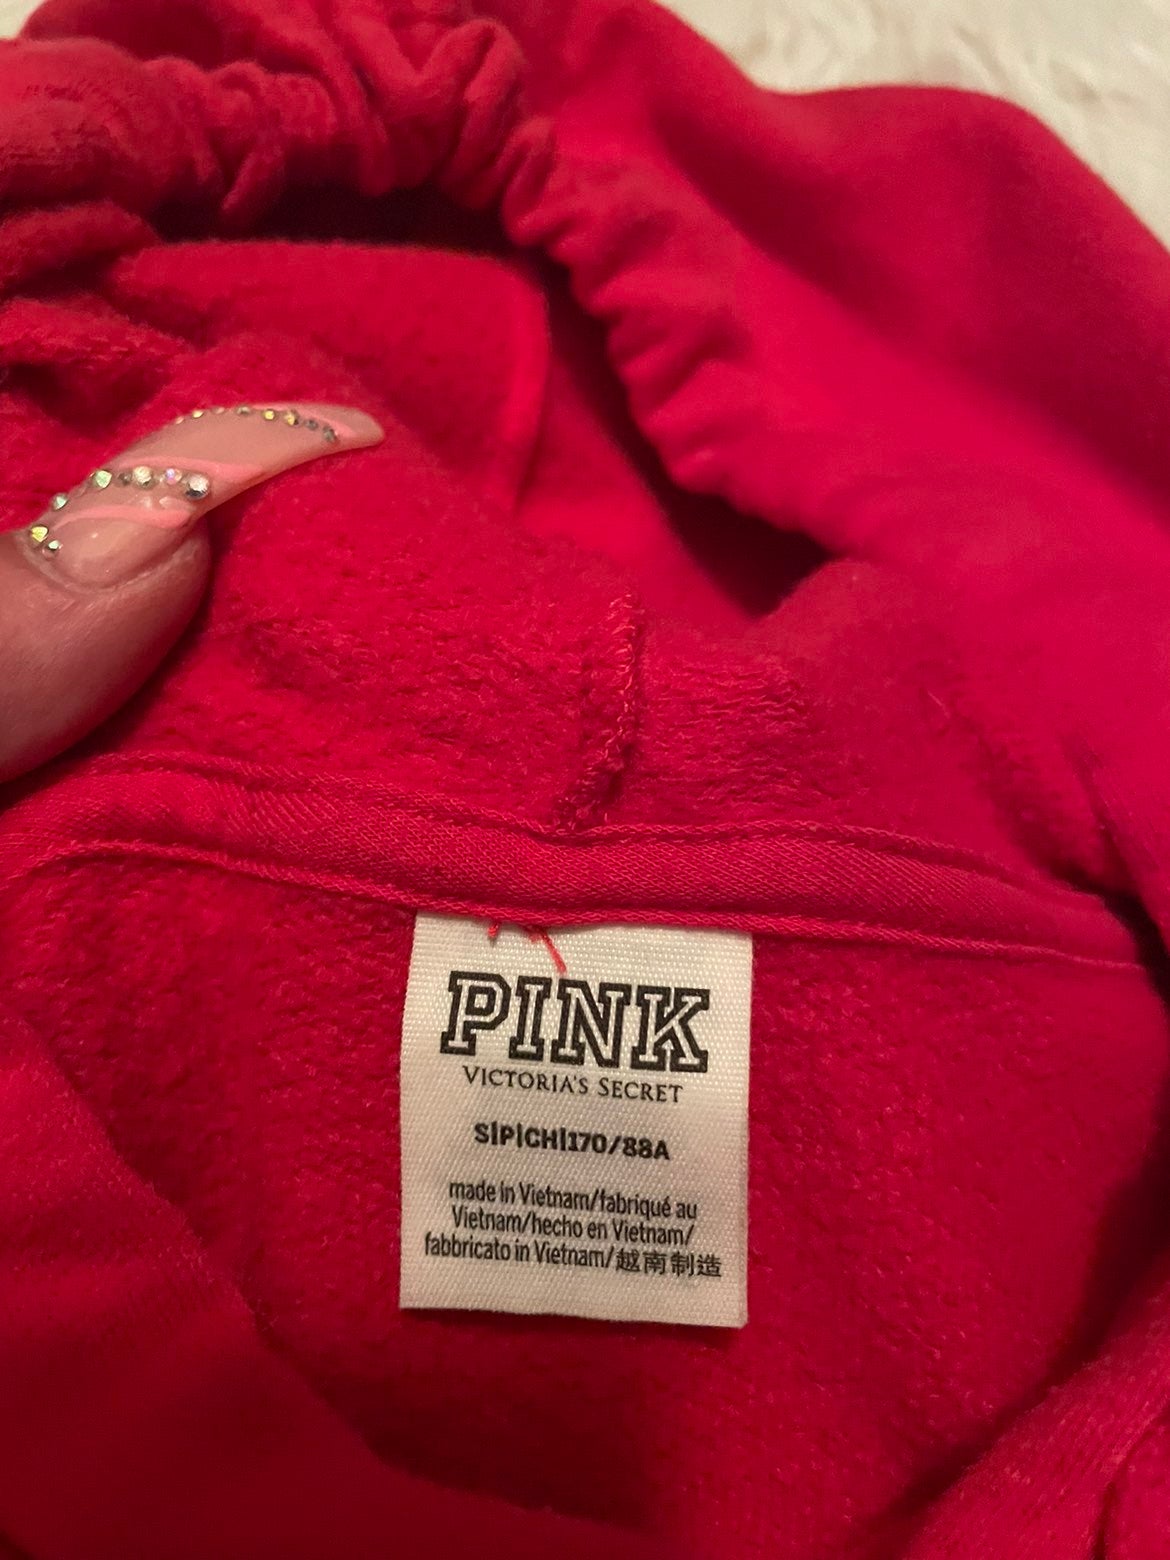 PINK
VICTORIA'S SECRET
S|P|CH|170/88A
made in Vietnam/fabriqué au
Vietnam/hecho en Vietnam/
fabbricato in Vietnam/越南制造